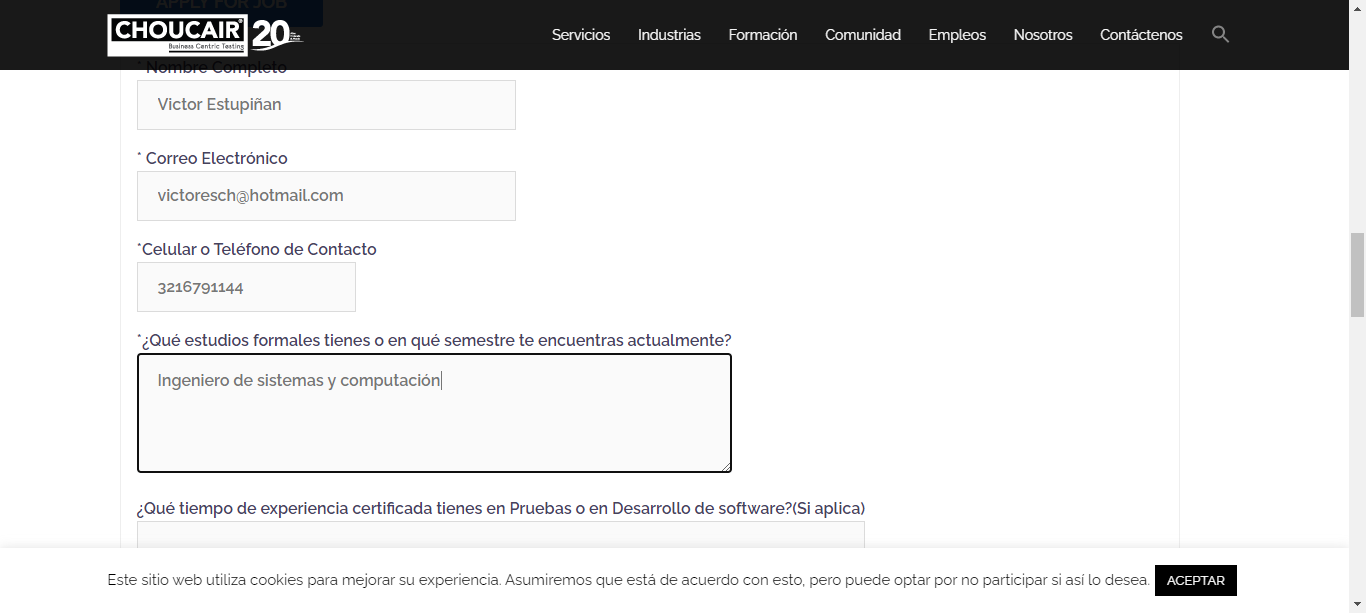 APPLY FOR JOB
CHOUCAIR
Business Centric Testing
20
Servicios Industrias Formación Comunidad Empleos Nosotros Contáctenos
* Nombre Completo
Victor Estupiñan
* Correo Electrónico
victoresch@hotmail.com
*Celular o Teléfono de Contacto
3216791144
*¿Qué estudios formales tienes o en qué semestre te encuentras actualmente?
Ingeniero de sistemas y computación
¿Qué tiempo de experiencia certificada tienes en Pruebas o en Desarrollo de software?(Si aplica)
Este sitio web utiliza cookies para mejorar su experiencia. Asumiremos que está de acuerdo con esto, pero puede optar por no participar si así lo desea. ACEPTAR